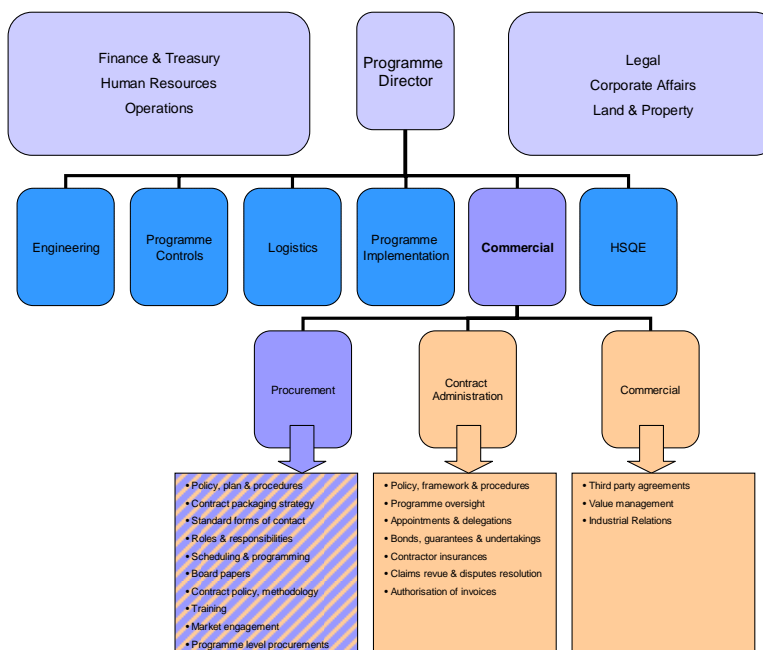 Finance & Treasury
Human Resources
Operations
Programme
Director
Legal
Corporate Affairs
Land & Property
Engineering
Programme
Controls
Logistics
Programme
Implementation
Commercial
HSQE
Procurement
Contract
Administration
Commercial
• Policy, plan & procedures
• Contract packaging strategy
• Standard forms of contact
• Roles & responsibilities
• Scheduling & programming
• Board papers
• Contract policy, methodology
• Training
• Market engagement
• Programme level procurements
• Policy, framework & procedures
• Programme oversight
• Appointments & delegations
• Bonds, guarantees & undertakings
• Contractor insurances
• Claims revue & disputes resolution
• Authorisation of invoices
• Third party agreements
• Value management
• Industrial Relations